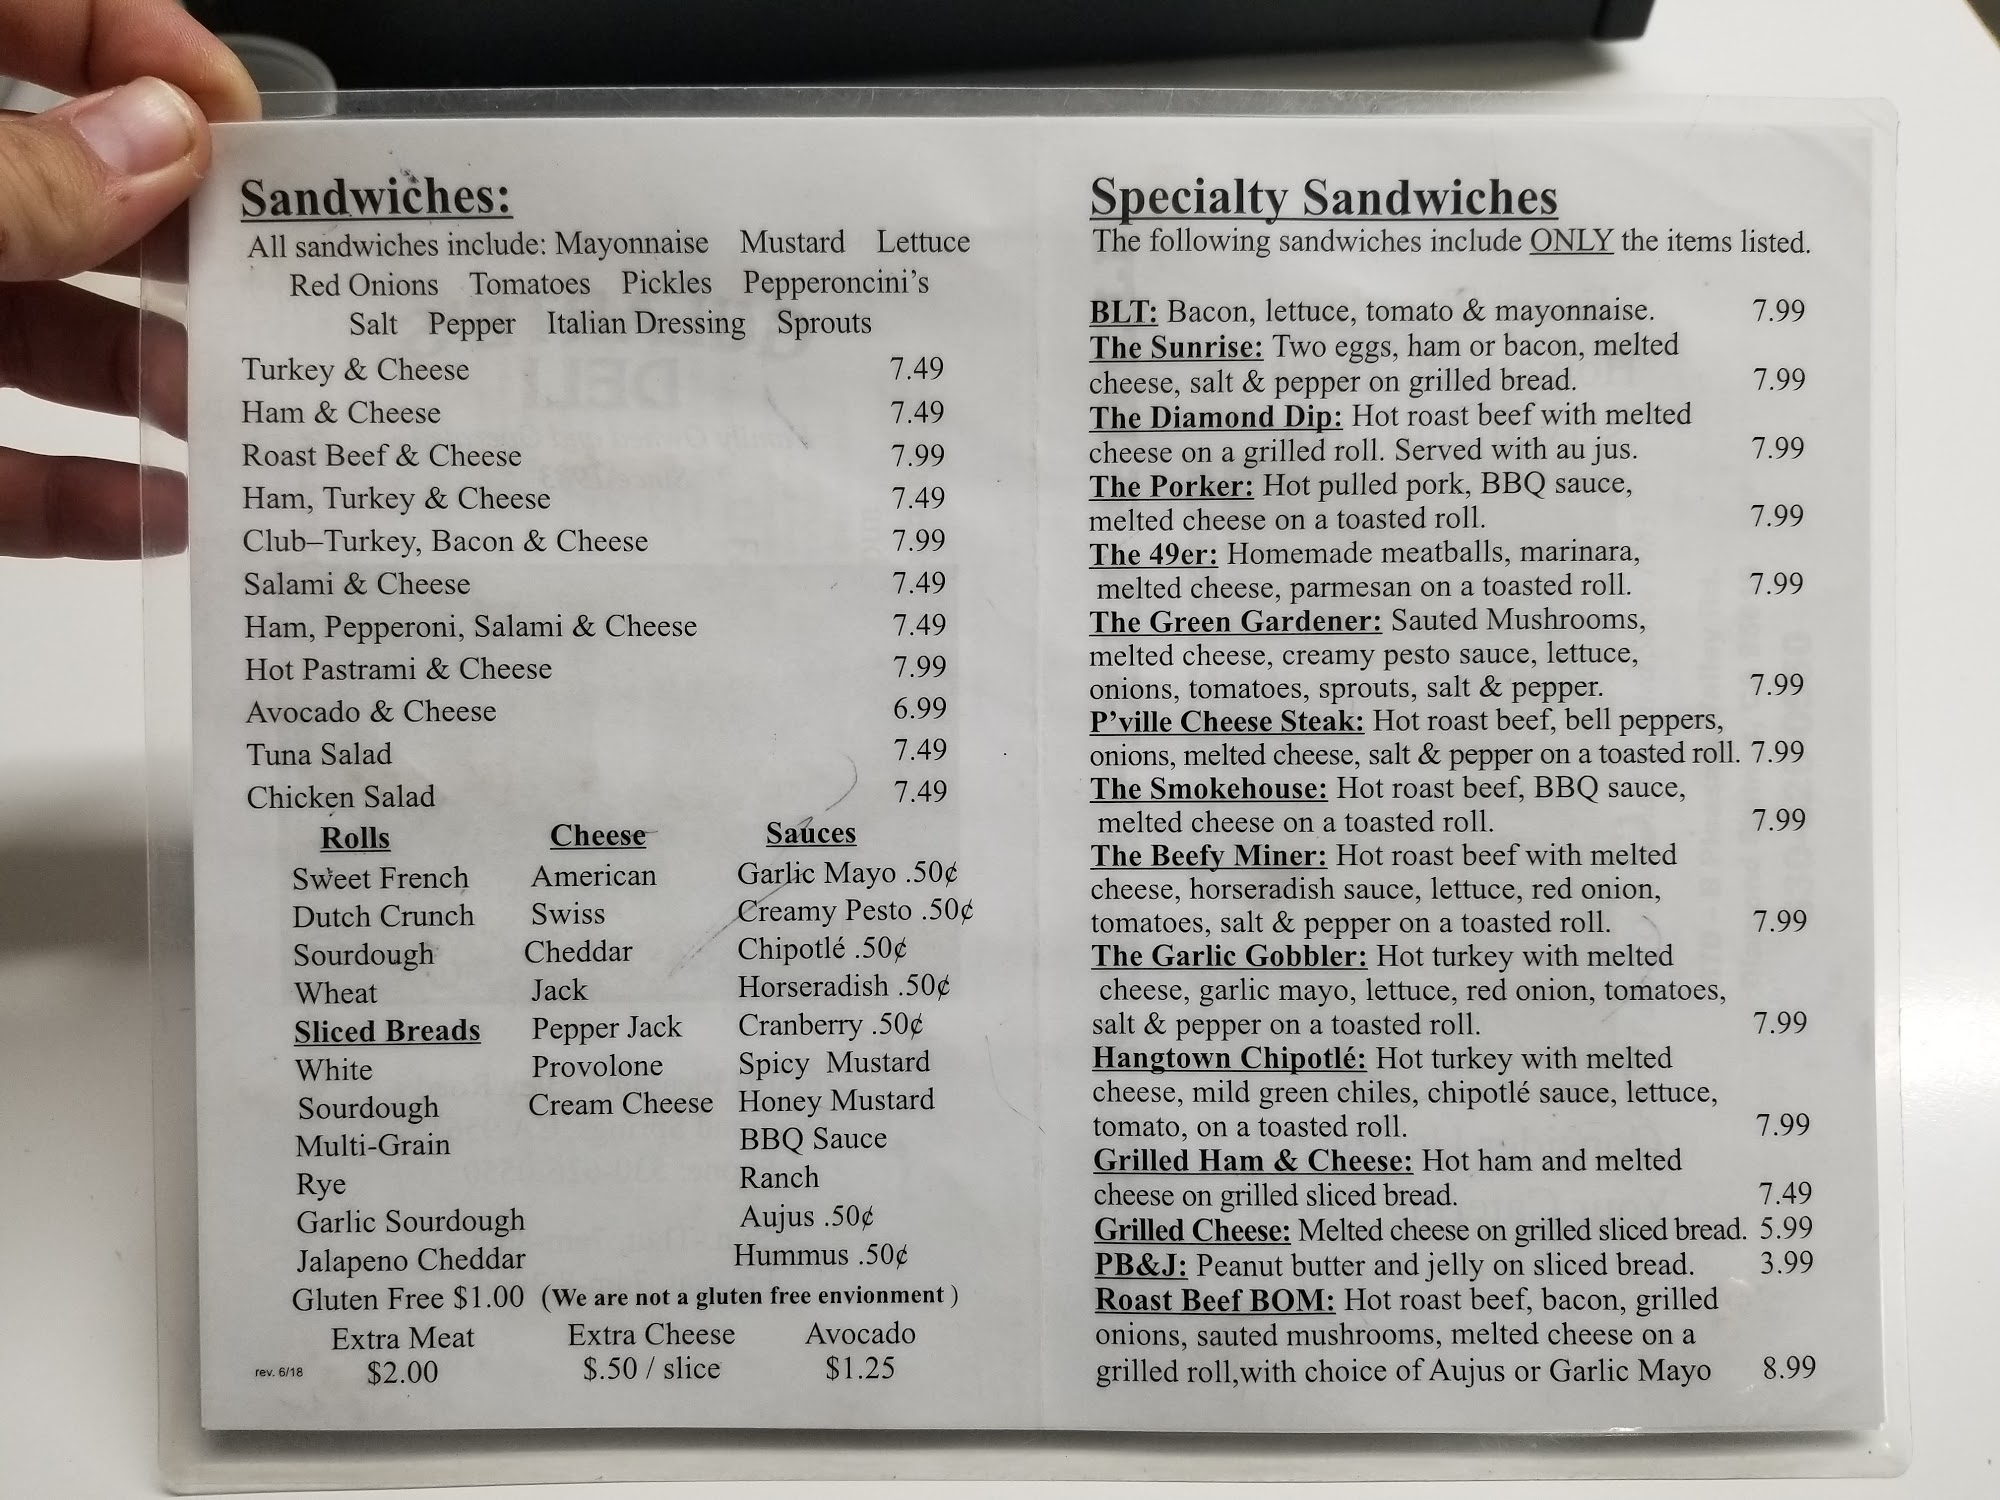 Sandwiches:
All sandwiches include: Mayonnaise Mustard Lettuce
Red Onions Tomatoes Pickles Pepperoncini's
Salt Pepper Italian Dressing Sprouts
Turkey & Cheese 7.49
Ham & Cheese 7.49
Roast Beef & Cheese 7.99
Ham, Turkey & Cheese 7.49
Club–Turkey, Bacon & Cheese 7.99
Salami & Cheese 7.49
Ham, Pepperoni, Salami & Cheese 7.49
Hot Pastrami & Cheese 7.99
Avocado & Cheese 6.99
Tuna Salad 7.49
Chicken Salad 7.49
Rolls
Sweet French
Dutch Crunch
Sourdough
Wheat
Sliced Breads
White
Sourdough
Multi-Grain
Rye
Garlic Sourdough
Jalapeno Cheddar
Gluten Free $1.00 (We are not a gluten free envionment )
Cheese
American
Swiss
Cheddar
Jack
Pepper Jack
Provolone
Cream Cheese
Sauces
Garlic Mayo .50¢
Creamy Pesto .50¢
Chipotlé .50¢
Horseradish .50¢
Cranberry .50¢
Spicy Mustard
Honey Mustard
BBQ Sauce
Ranch
Aujus .50¢
Hummus .50¢
Extra Meat Extra Cheese Avocado
rev. 6/18 $2.00 $.50 / slice $1.25
Specialty Sandwiches
The following sandwiches include ONLY the items listed.
BLT: Bacon, lettuce, tomato & mayonnaise. 7.99
The Sunrise: Two eggs, ham or bacon, melted
cheese, salt & pepper on grilled bread. 7.99
The Diamond Dip: Hot roast beef with melted
cheese on a grilled roll. Served with au jus. 7.99
The Porker: Hot pulled pork, BBQ sauce,
melted cheese on a toasted roll. 7.99
The 49er: Homemade meatballs, marinara,
melted cheese, parmesan on a toasted roll. 7.99
The Green Gardener: Sauted Mushrooms,
melted cheese, creamy pesto sauce, lettuce,
onions, tomatoes, sprouts, salt & pepper. 7.99
P'ville Cheese Steak: Hot roast beef, bell peppers,
onions, melted cheese, salt & pepper on a toasted roll. 7.99
The Smokehouse: Hot roast beef, BBQ sauce,
melted cheese on a toasted roll. 7.99
The Beefy Miner: Hot roast beef with melted
cheese, horseradish sauce, lettuce, red onion,
tomatoes, salt & pepper on a toasted roll. 7.99
The Garlic Gobbler: Hot turkey with melted
cheese, garlic mayo, lettuce, red onion, tomatoes,
salt & pepper on a toasted roll. 7.99
Hangtown Chipotlé: Hot turkey with melted
cheese, mild green chiles, chipotlé sauce, lettuce,
tomato, on a toasted roll. 7.99
Grilled Ham & Cheese: Hot ham and melted
cheese on grilled sliced bread. 7.49
Grilled Cheese: Melted cheese on grilled sliced bread. 5.99
PB&J: Peanut butter and jelly on sliced bread. 3.99
Roast Beef BOM: Hot roast beef, bacon, grilled
onions, sauted mushrooms, melted cheese on a
grilled roll,with choice of Aujus or Garlic Mayo 8.99